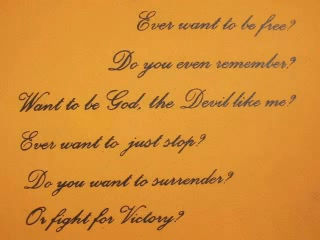 Ever want to be free?
Do you even remember?
Want to be God, the Devil like me?
Ever want to just stop?
Do you want to surrender?
Or fight for Victory?